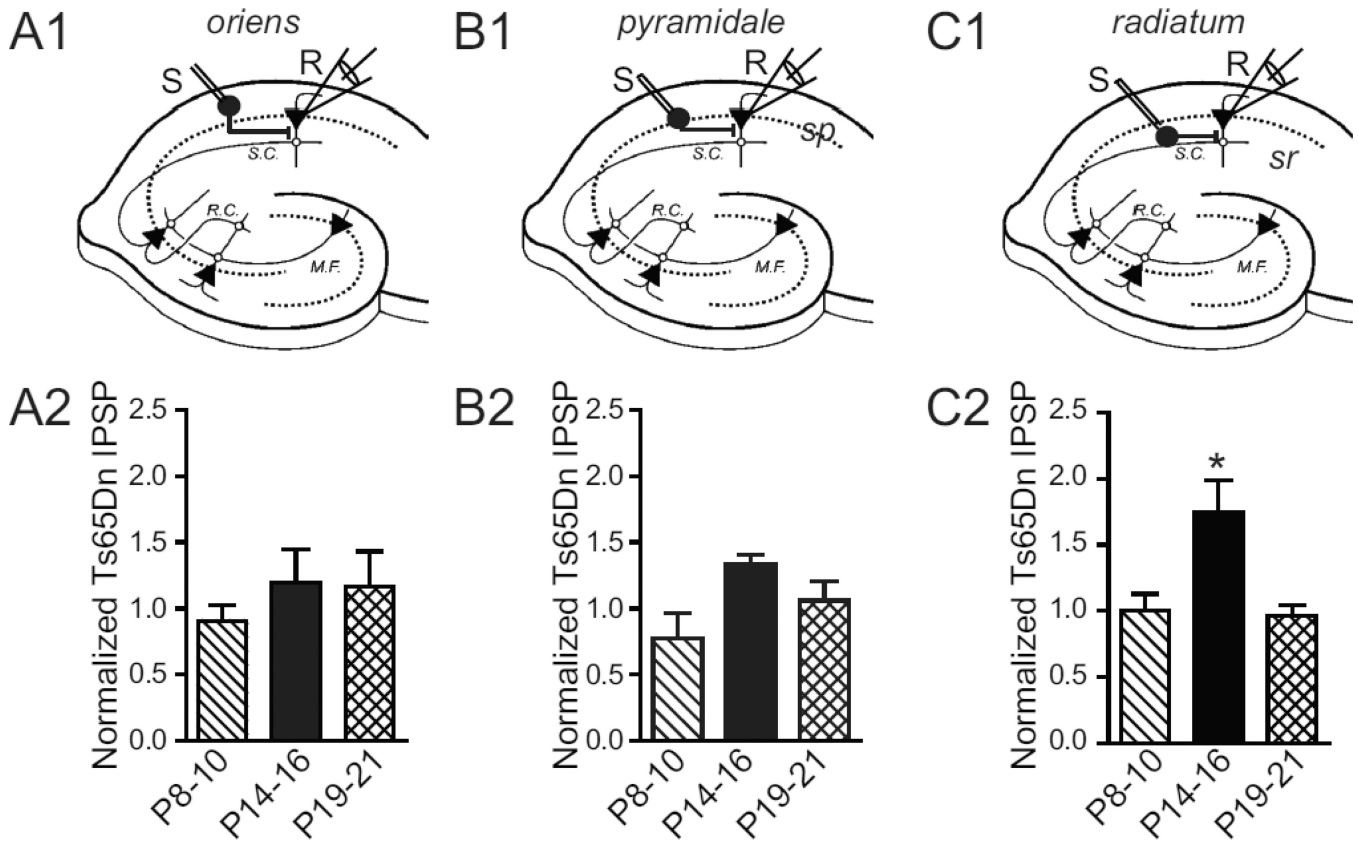 A1 oriens
S R
S.C.
R.C.
M.F.
B1 pyramidale
S R
sp
S.C.
R.C.
M.F.
C1 radiatum
S R
S.C.
sr
R.C.
M.F.
A2
Normalized Ts65Dn IPSP
2.5
2.0
1.5
1.0
0.5
0.0
P8-10
P14-16
P19-21
B2
Normalized Ts65Dn IPSP
2.5
2.0
1.5
1.0
0.5
0.0
P8-10
P14-16
P19-21
C2
Normalized Ts65Dn IPSP
2.5
2.0
1.5
1.0
0.5
0.0
*
P8-10
P14-16
P19-21